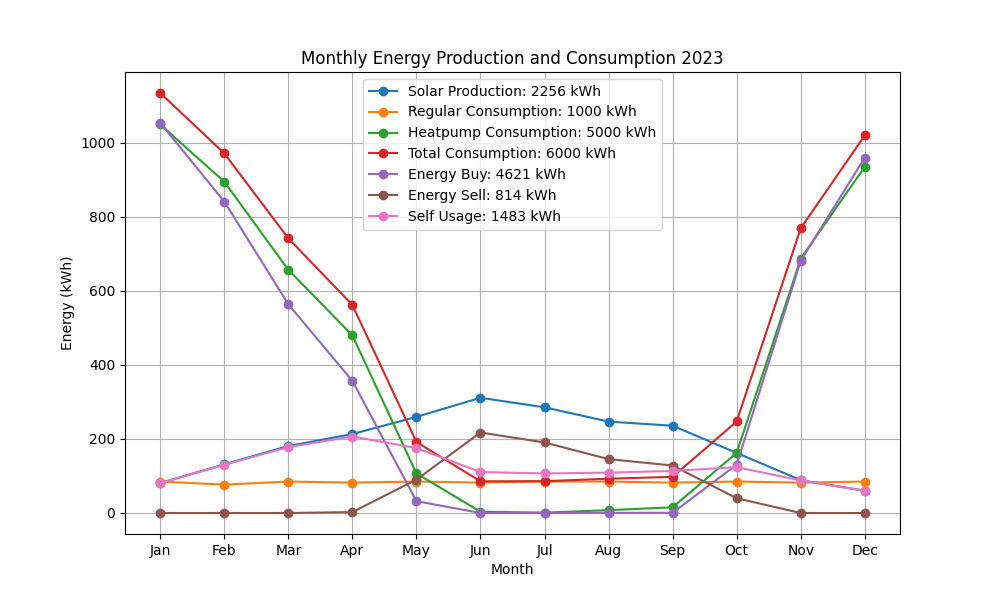 Monthly Energy Production and Consumption 2023
Solar Production: 2256 kWh
Regular Consumption: 1000 kWh
Heatpump Consumption: 5000 kWh
Total Consumption: 6000 kWh
Energy Buy: 4621 kWh
Energy Sell: 814 kWh
Self Usage: 1483 kWh
Energy (kWh)
1000
800
600
400
200
0
Jan Feb Mar Apr May Jun Jul Aug Sep Oct Nov Dec
Month